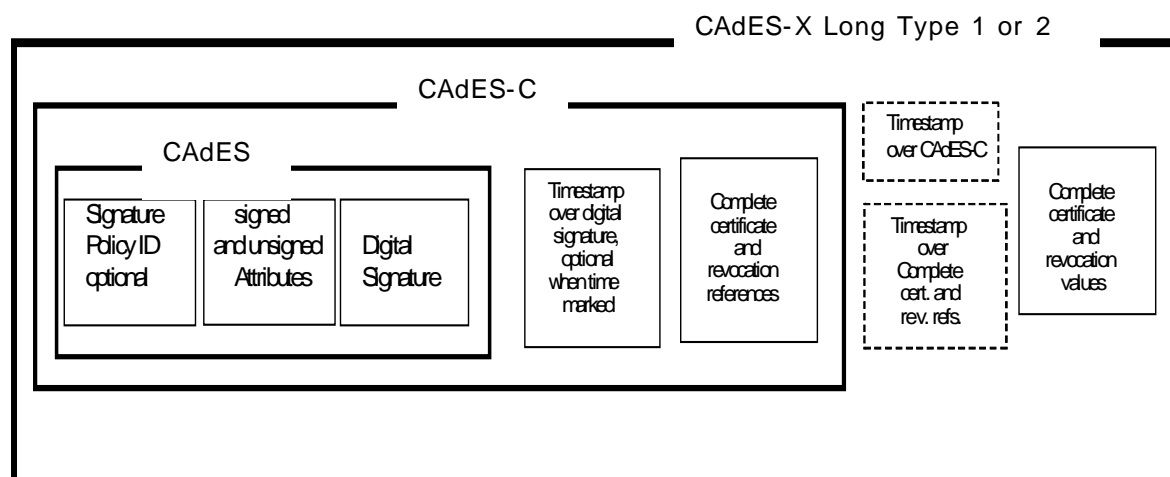 CAdES-X Long Type 1 or 2
CAdES-C
CAdES
Signature
Policy ID
optional
signed
and unsigned
Attributes
Digital
Signature
Timestamp
over digital
signature,
optional
when time
marked
Complete
certificate
and
revocation
references
Timestamp
over CAdES-C
Timestamp
over
Complete
cert. and
rev. refs.
Complete
certificate
and
revocation
values